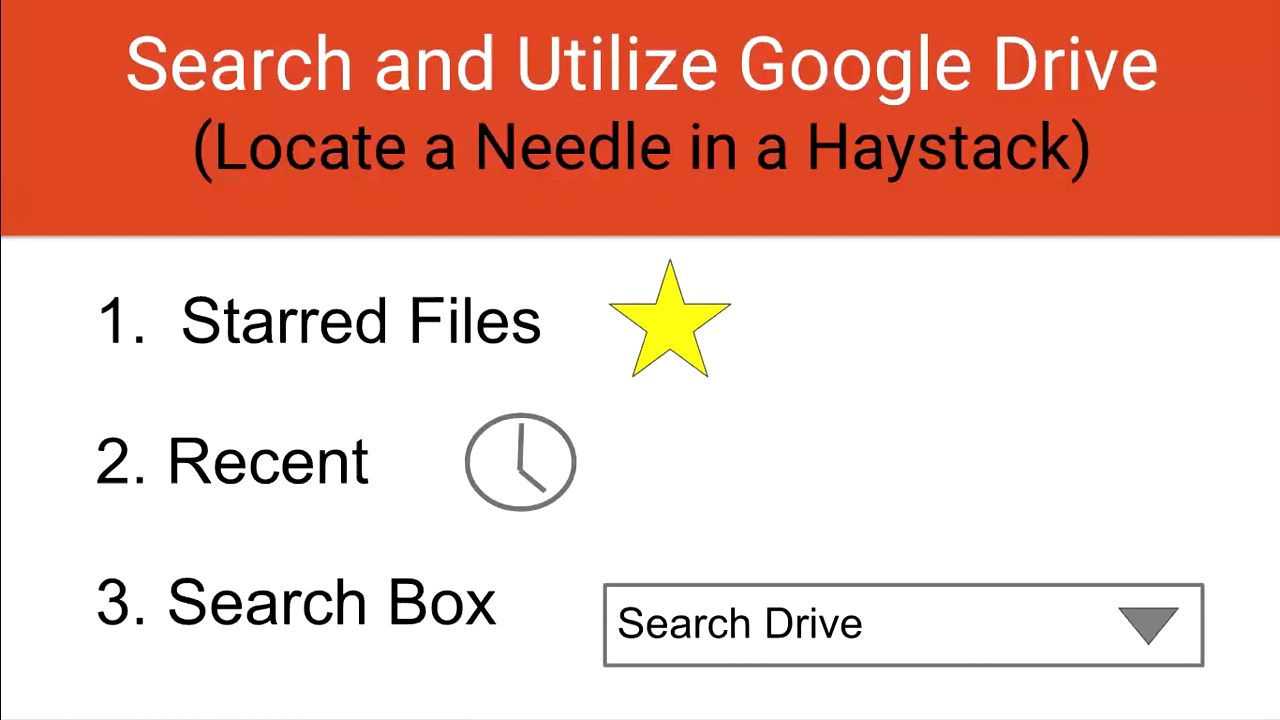 Search and Utilize Google Drive
(Locate a Needle in a Haystack)
1. Starred Files
2. Recent
3. Search Box
Search Drive